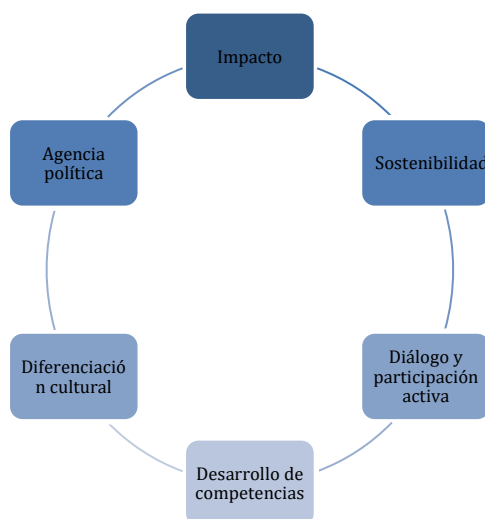 Impacto
Sostenibilidad
Diálogo y
participación
activa
Desarrollo de
competencias
Diferenciació
n cultural
Agencia
política